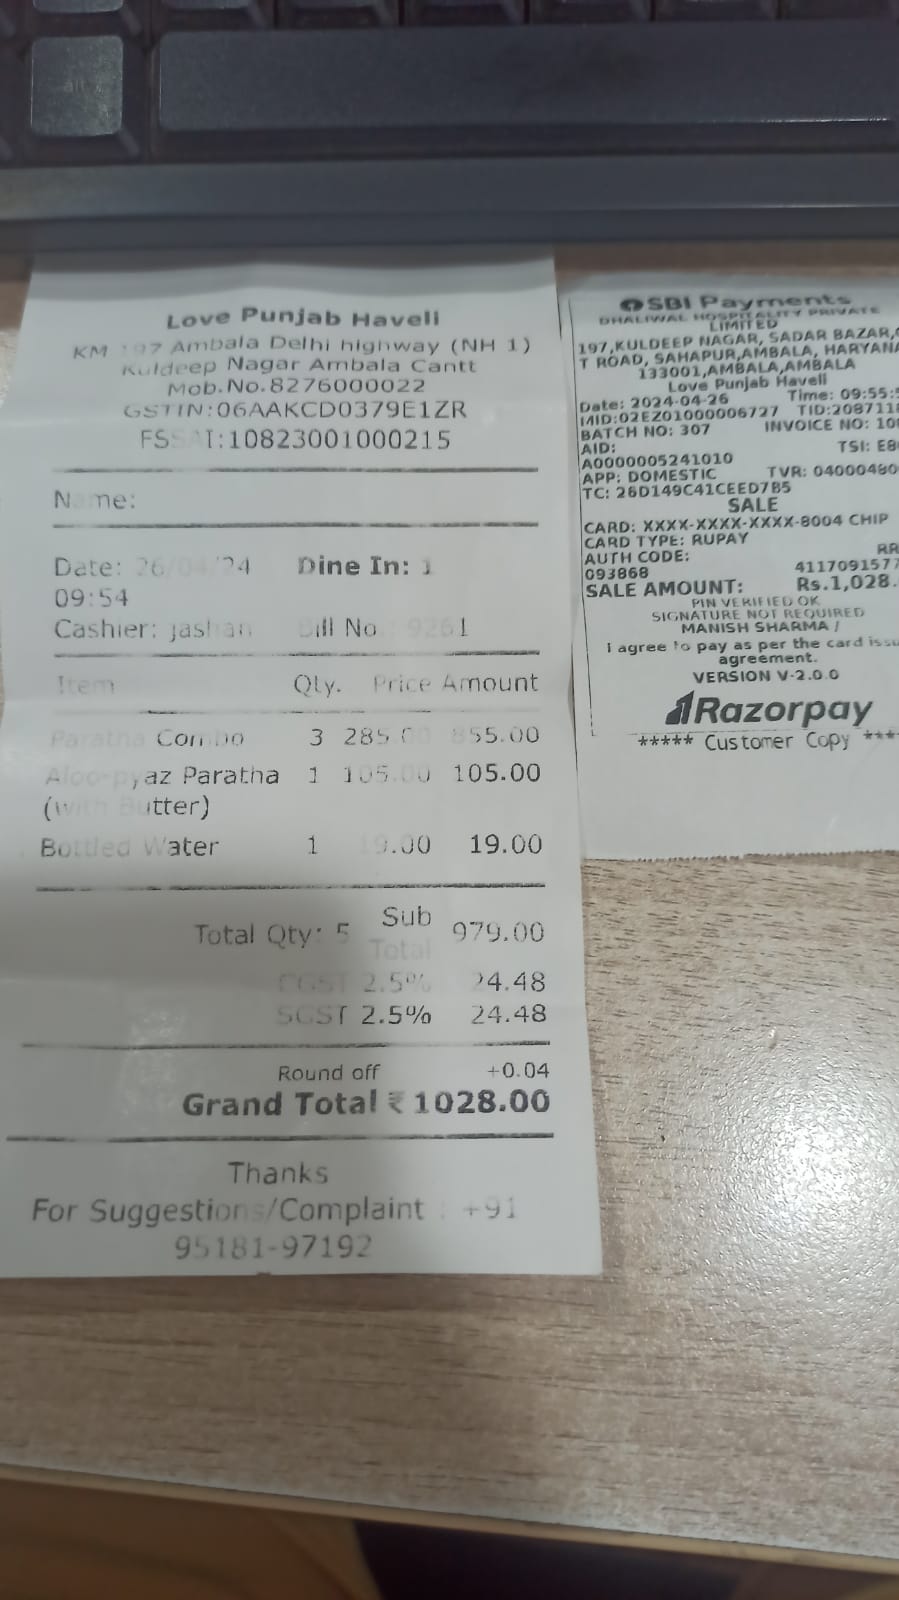 alt
Love Punjab Haveli
KM 197 Ambala Delhi highway (NH 1)
Kuldeep Nagar Ambala Cantt
Mob.No.8276000022
GSTIN:06AAKCD0379E1ZR
FSSAI:10823001000215
Name:
Date: 26/04/24 Dine In: 1
09:54
Cashier: jashan Bill No.: 9261
Item Qty. Price Amount
Paratha Combo 3 285.00 855.00
Aloo-pyaz Paratha 1 105.00 105.00
(with Butter)
Bottled Water 1 19.00 19.00
Total Qty: 5 Sub Total 979.00
CGST 2.5% 24.48
SGST 2.5% 24.48
Round off +0.04
Grand Total ₹ 1028.00
Thanks
For Suggestions/Complaint : +91
95181-97192
SBI Payments
DHALIWAL HOSPITALITY PRIVATE
LIMITED
197,KULDEEP NAGAR, SADAR BAZAR,
T ROAD, SAHAPUR,AMBALA, HARYANA
133001,AMBALA,AMBALA
Love Punjab Haveli
Date: 2024-04-26 Time: 09:55:
MID:02EZ01000006727 TID:208711
BATCH NO: 307 INVOICE NO: 10
AID: TSI: E8
A0000005241010
APP: DOMESTIC TVR: 04000480
TC: 26D149C41CEED7B5
SALE
CARD: XXXX-XXXX-XXXX-8004 CHIP
CARD TYPE: RUPAY
AUTH CODE: RR
093868 4117091577
SALE AMOUNT: Rs.1,028.
PIN VERIFIED OK
SIGNATURE NOT REQUIRED
MANISH SHARMA /
I agree to pay as per the card issu
agreement.
VERSION V-2.0.0
Razorpay
***** Customer Copy ****